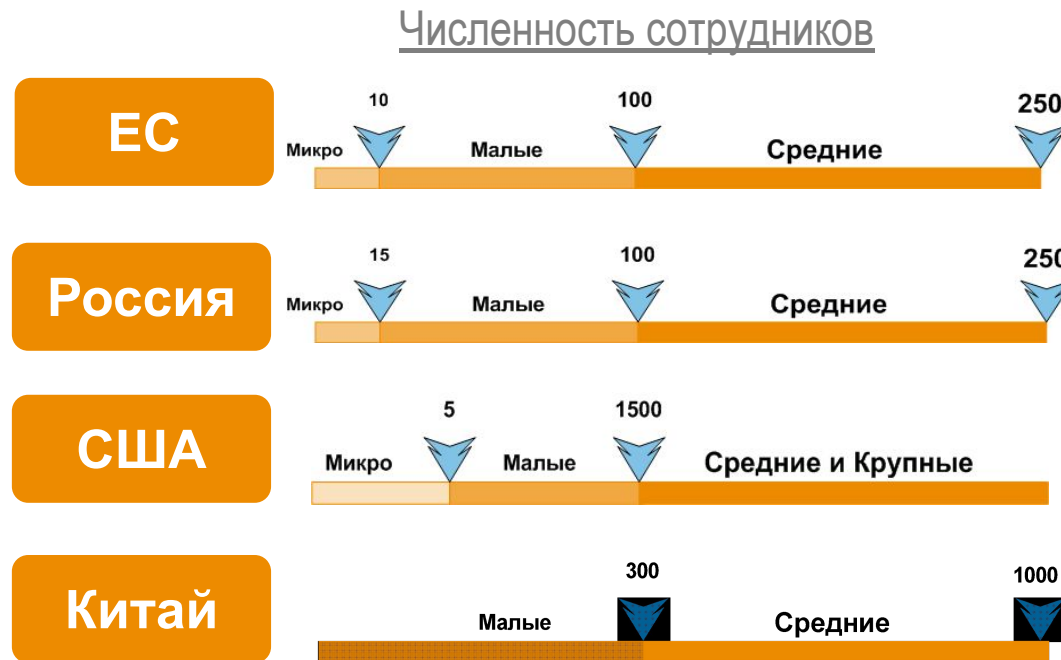 Численность сотрудников
ЕС
10 100 250
Микро Малые Средние
Россия
15 100 250
Микро Малые Средние
США
5 1500
Микро Малые Средние и Крупные
Китай
300 1000
Малые Средние